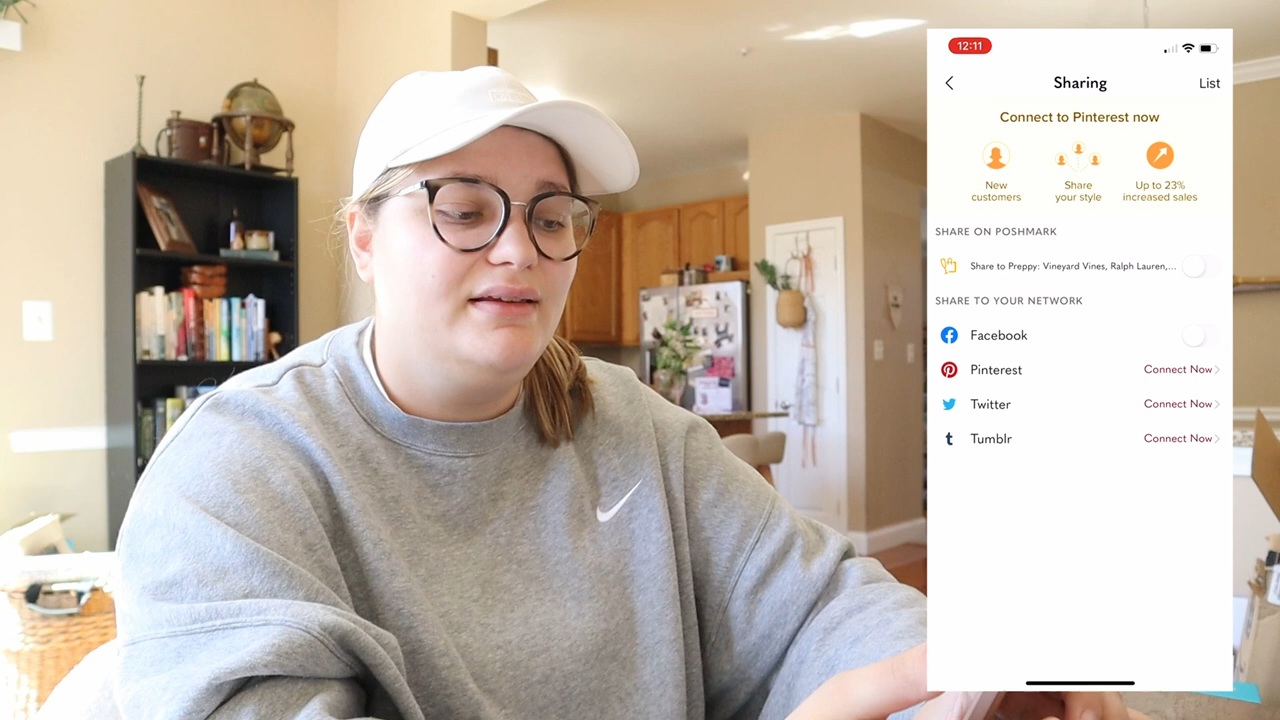 12:11
Sharing
List
Connect to Pinterest now
New
customers
Share
your style
Up to 23%
increased sales
SHARE ON POSHMARK
Share to Preppy: Vineyard Vines, Ralph Lauren,...
SHARE TO YOUR NETWORK
Facebook
Pinterest
Connect Now
Twitter
Connect Now
Tumblr
Connect Now